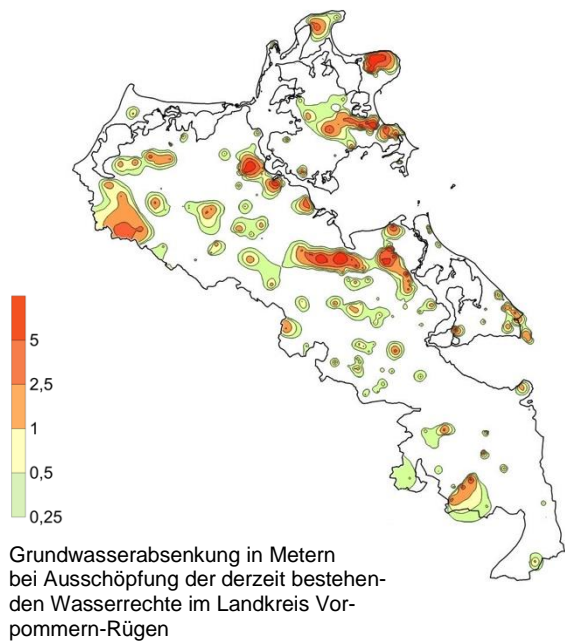 5
2,5
1
0,5
0,25
Grundwasserabsenkung in Metern
bei Ausschöpfung der derzeit bestehen-
den Wasserrechte im Landkreis Vor-
pommern-Rügen